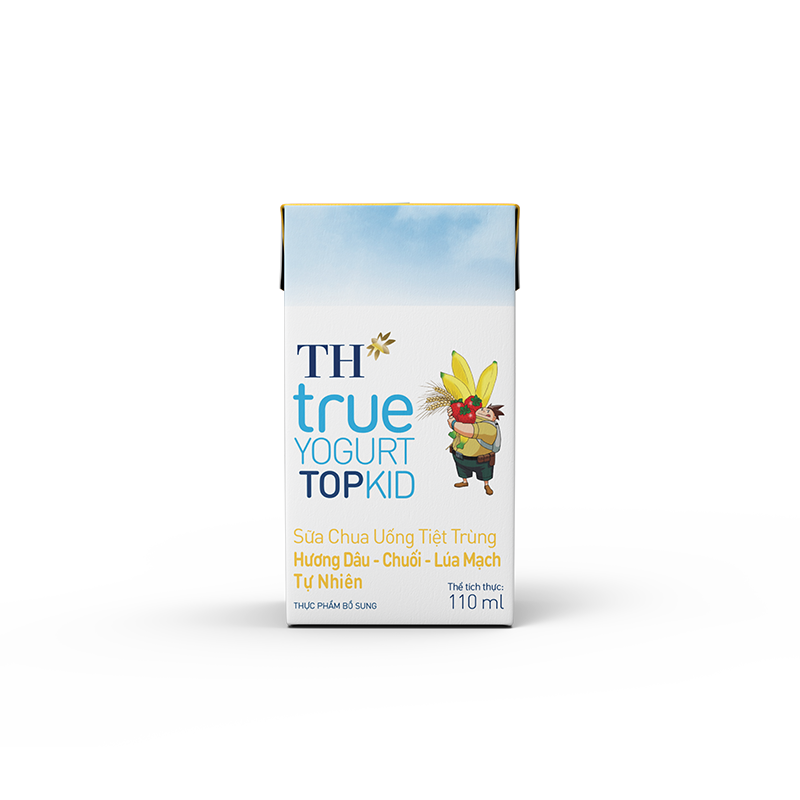 TH
true
YOGURT
TOPKID
Sữa Chua Uống Tiệt Trùng
Hương Dâu - Chuối - Lúa Mạch
Tự Nhiên
THỰC PHẨM BỔ SUNG
Thể tích thực:
110 ml